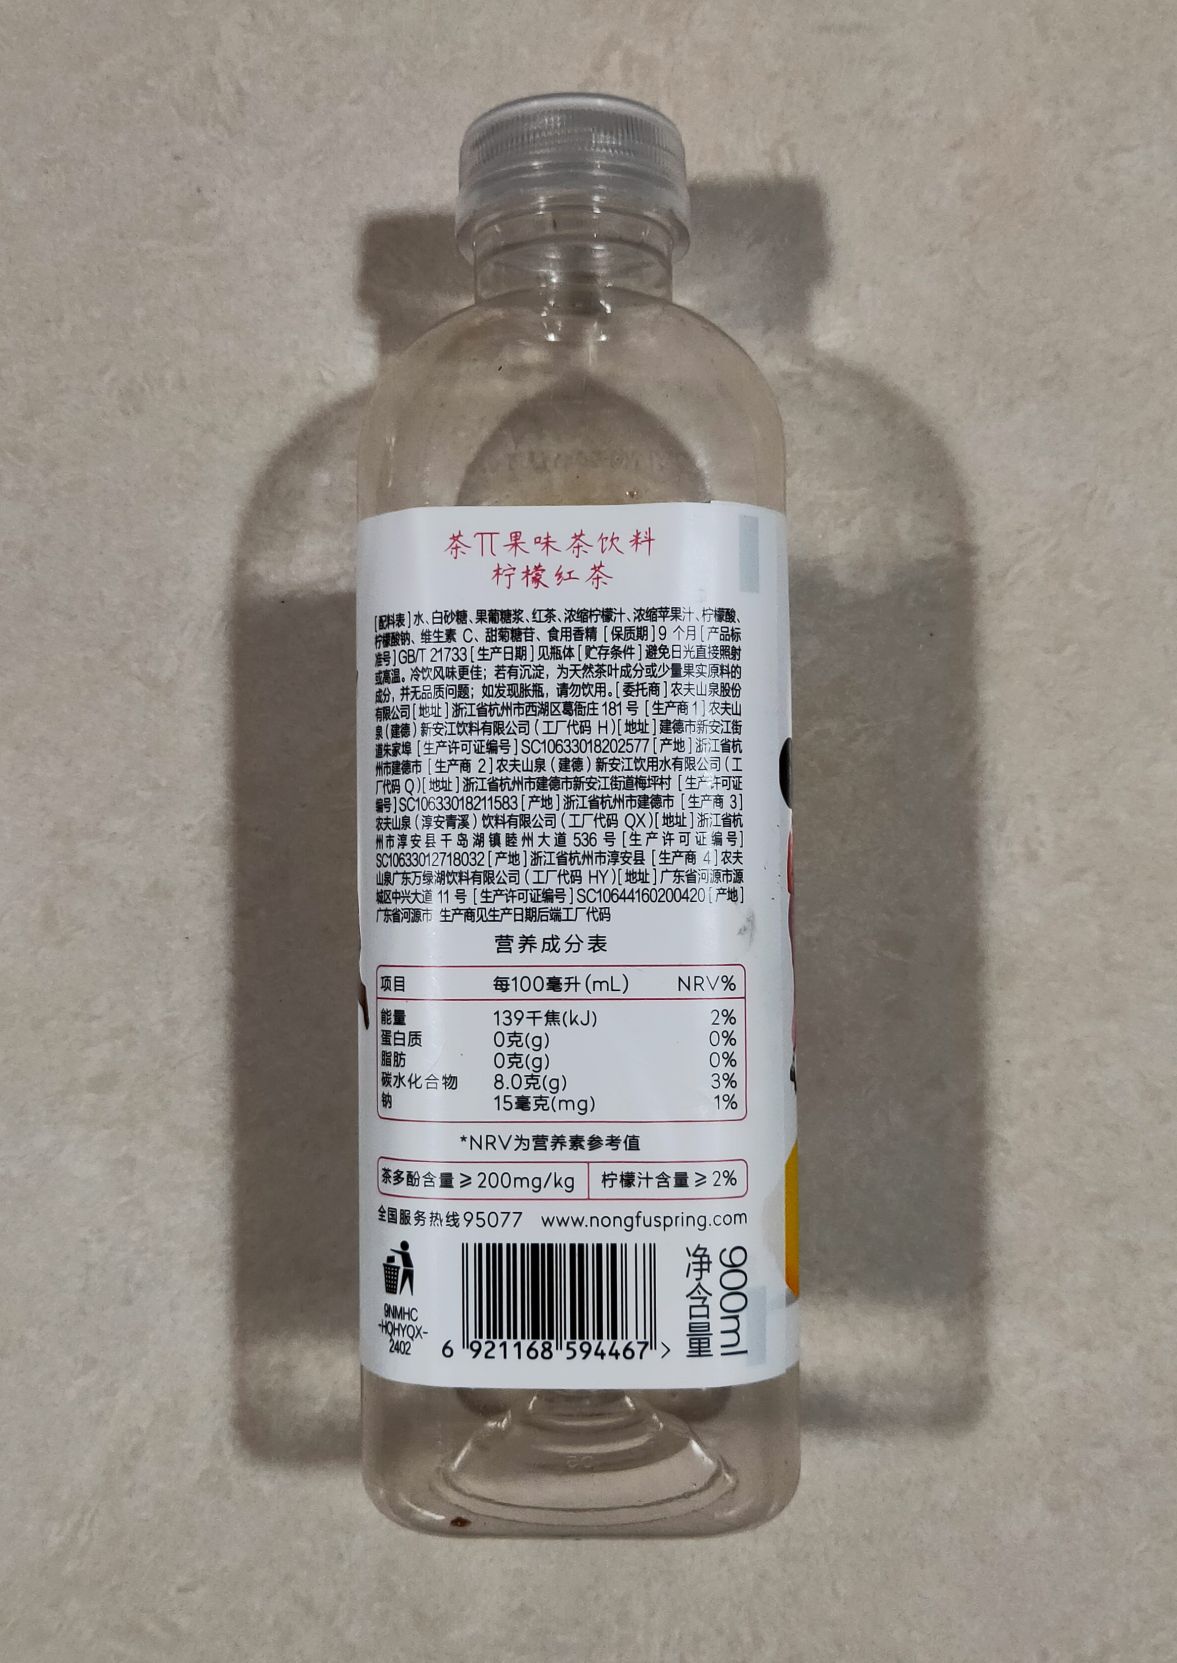 茶π果味茶饮料
柠檬红茶
[配料表]水、白砂糖、果葡糖浆、红茶、浓缩柠檬汁、浓缩苹果汁、柠檬酸、
柠檬酸钠、维生素 C、甜菊糖苷、食用香精 [保质期]9 个月[产品标
准号]GB/T 21733[生产日期]见瓶体[贮存条件]避免日光直接照射
或高温。冷饮风味更佳；若有沉淀，为天然茶叶成分或少量果实原料的
成分，并无品质问题；如发现胀瓶，请勿饮用。[委托商]农夫山泉股份
有限公司[地址]浙江省杭州市西湖区葛衙庄 181 号[生产商1]农夫山
泉（建德）新安江饮料有限公司（工厂代码 H)[地址]建德市新安江街
道朱家埠 [生产许可证编号]SC10633018202577[产地]浙江省杭
州市建德市 [生产商 2]农夫山泉（建德）新安江饮用水有限公司（工
厂代码 Q)[地址]浙江省杭州市建德市新安江街道梅坪村 [生产许可证
编号]SC10633018211583[产地]浙江省杭州市建德市 [生产商 3]
农夫山泉（淳安青溪）饮料有限公司（工厂代码 QX)[地址]浙江省杭
州市淳安县千岛湖镇睦州大道 536 号[生产许可证编号]
SC10633012718032[产地]浙江省杭州市淳安县 [生产商 4]农夫
山泉广东万绿湖饮料有限公司（工厂代码 HY)[地址]广东省河源市源
城区中兴大道 11 号 [生产许可证编号]SC10644160200420[产地]
广东省河源市 生产商见生产日期后端工厂代码
营养成分表
项目 每100毫升(mL) NRV%
能量 139千焦(kJ) 2%
蛋白质 0克(g) 0%
脂肪 0克(g) 0%
碳水化合物 8.0克(g) 3%
钠 15毫克(mg) 1%
*NRV为营养素参考值
茶多酚含量≥200mg/kg 柠檬汁含量≥2%
全国服务热线95077 www.nongfuspring.com
9NMHC
-HQHYQX-
2402
6 921168 594467 >
净含量
900ml